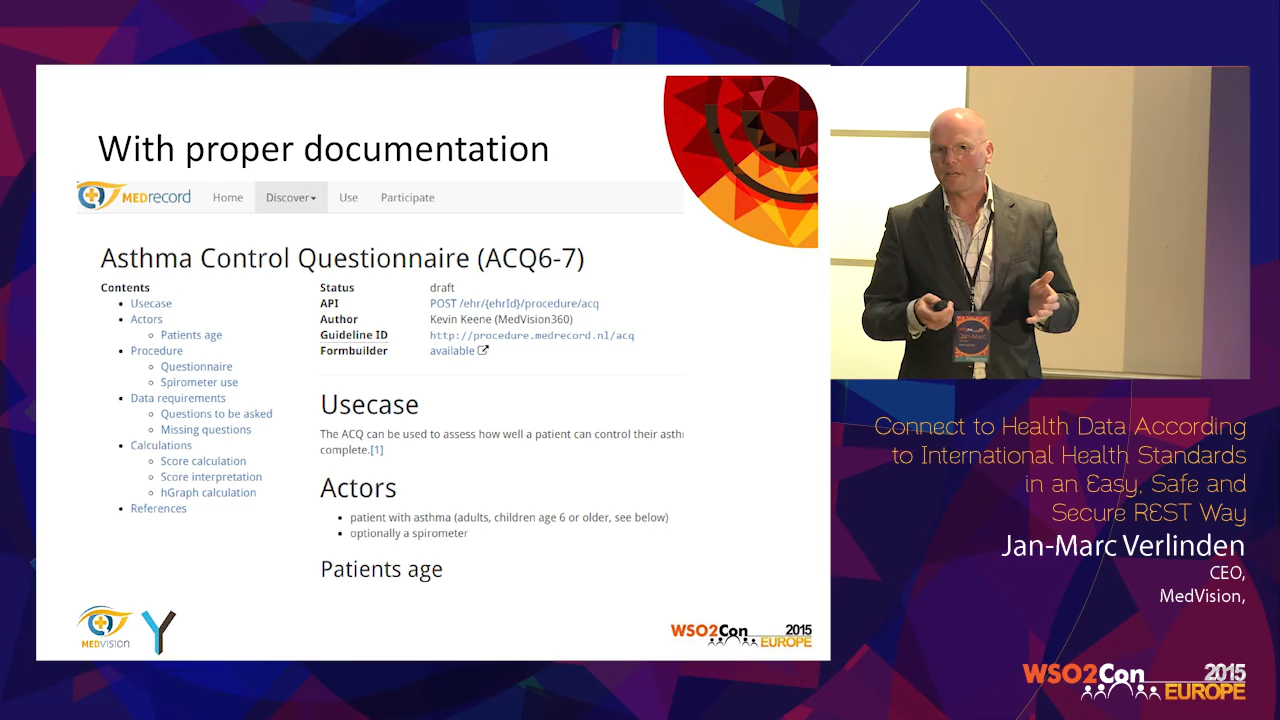 With proper documentation
MEDrecord
Home
Discover
Use
Participate
Asthma Control Questionnaire (ACQ6-7)
Contents
Usecase
Actors
Patients age
Procedure
Questionnaire
Spirometer use
Data requirements
Questions to be asked
Missing questions
Calculations
Score calculation
Score interpretation
hGraph calculation
References
Status draft
API POST /ehr/{ehrId}/procedure/acq
Author Kevin Keene (MedVision360)
Guideline ID http://procedure.medrecord.nl/acq
Formbuilder available
Usecase
The ACQ can be used to assess how well a patient can control their asth
complete.[1]
Actors
patient with asthma (adults, children age 6 or older, see below)
optionally a spirometer
Patients age
MEDVISION
WSO2Con 2015
EUROPE
Jan-Marc
Connect to Health Data According
to International Health Standards
in an Easy, Safe and
Secure REST Way
Jan-Marc Verlinden
CEO,
MedVision,
WSO2Con 2015
EUROPE